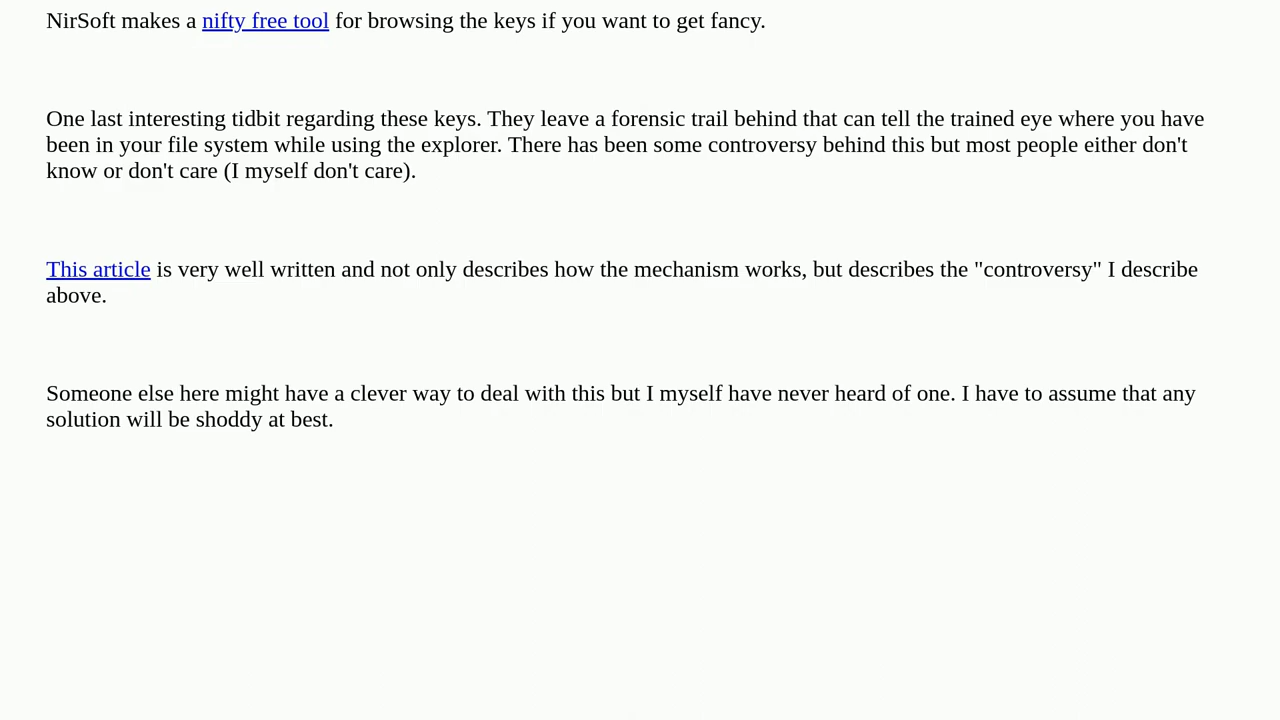 NirSoft makes a nifty free tool for browsing the keys if you want to get fancy.
One last interesting tidbit regarding these keys. They leave a forensic trail behind that can tell the trained eye where you have
been in your file system while using the explorer. There has been some controversy behind this but most people either don't
know or don't care (I myself don't care).
This article is very well written and not only describes how the mechanism works, but describes the "controversy" I describe
above.
Someone else here might have a clever way to deal with this but I myself have never heard of one. I have to assume that any
solution will be shoddy at best.